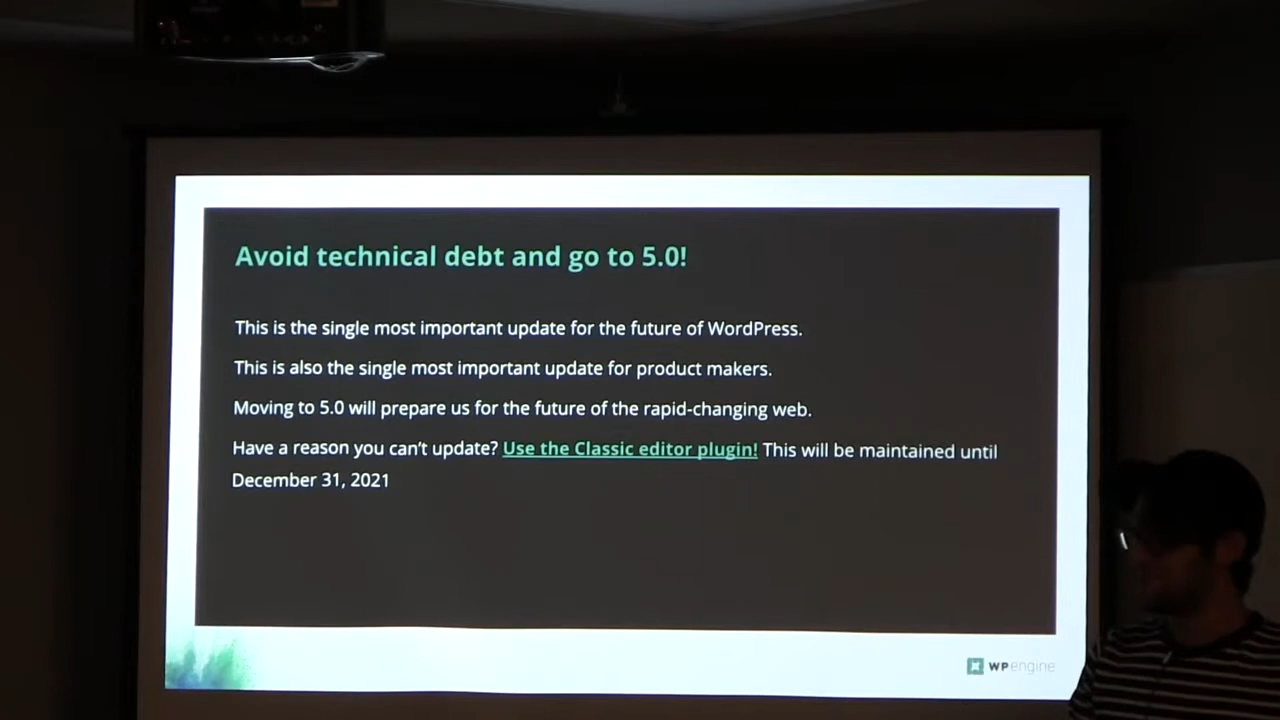 Avoid technical debt and go to 5.0!
This is the single most important update for the future of WordPress.
This is also the single most important update for product makers.
Moving to 5.0 will prepare us for the future of the rapid-changing web.
Have a reason you can't update? Use the Classic editor plugin! This will be maintained until
December 31, 2021
WPengine